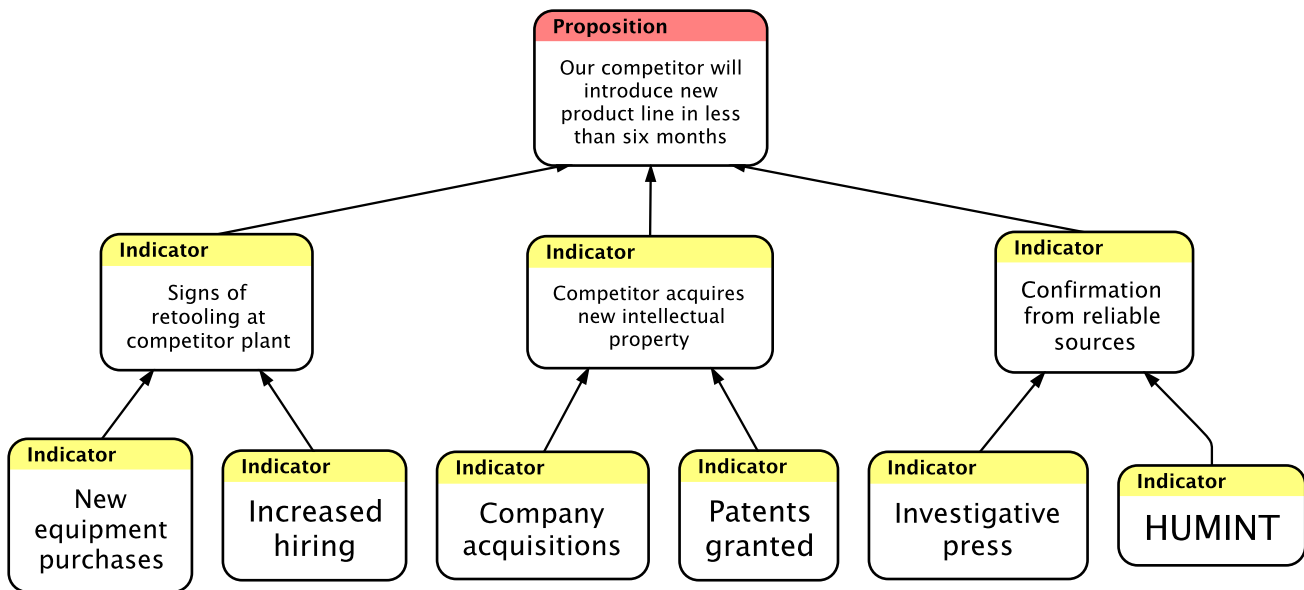 Proposition
Our competitor will
introduce new
product line in less
than six months
Indicator
Signs of
retooling at
competitor plant
Indicator
Competitor acquires
new intellectual
property
Indicator
Confirmation
from reliable
sources
Indicator
New
equipment
purchases
Indicator
Increased
hiring
Indicator
Company
acquisitions
Indicator
Patents
granted
Indicator
Investigative
press
Indicator
HUMINT